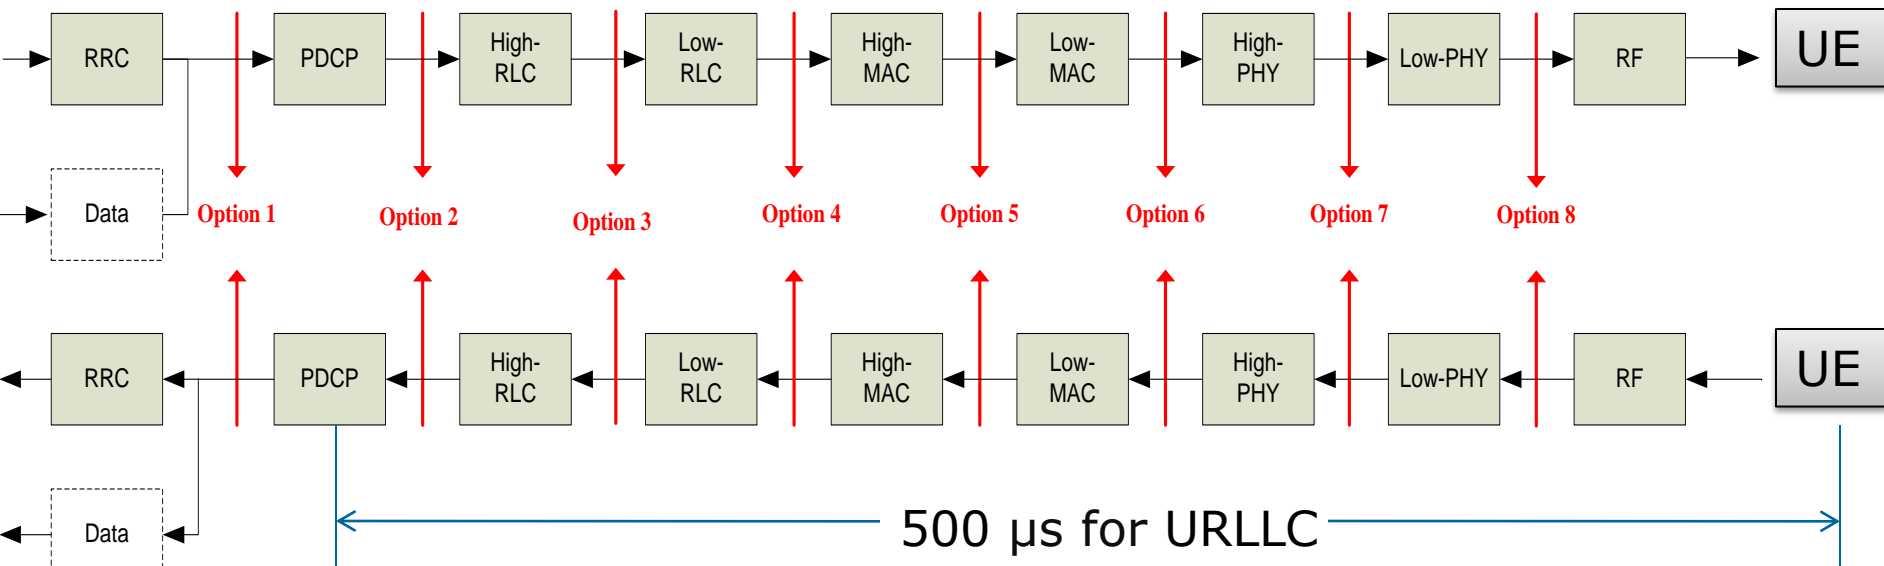 RRC
PDCP
High-
RLC
Low-
RLC
High-
MAC
Low-
MAC
High-
PHY
Low-PHY
RF
UE
Data
Option 1
Option 2
Option 3
Option 4
Option 5
Option 6
Option 7
Option 8
RRC
PDCP
High-
RLC
Low-
RLC
High-
MAC
Low-
MAC
High-
PHY
Low-PHY
RF
UE
Data
500 µs for URLLC